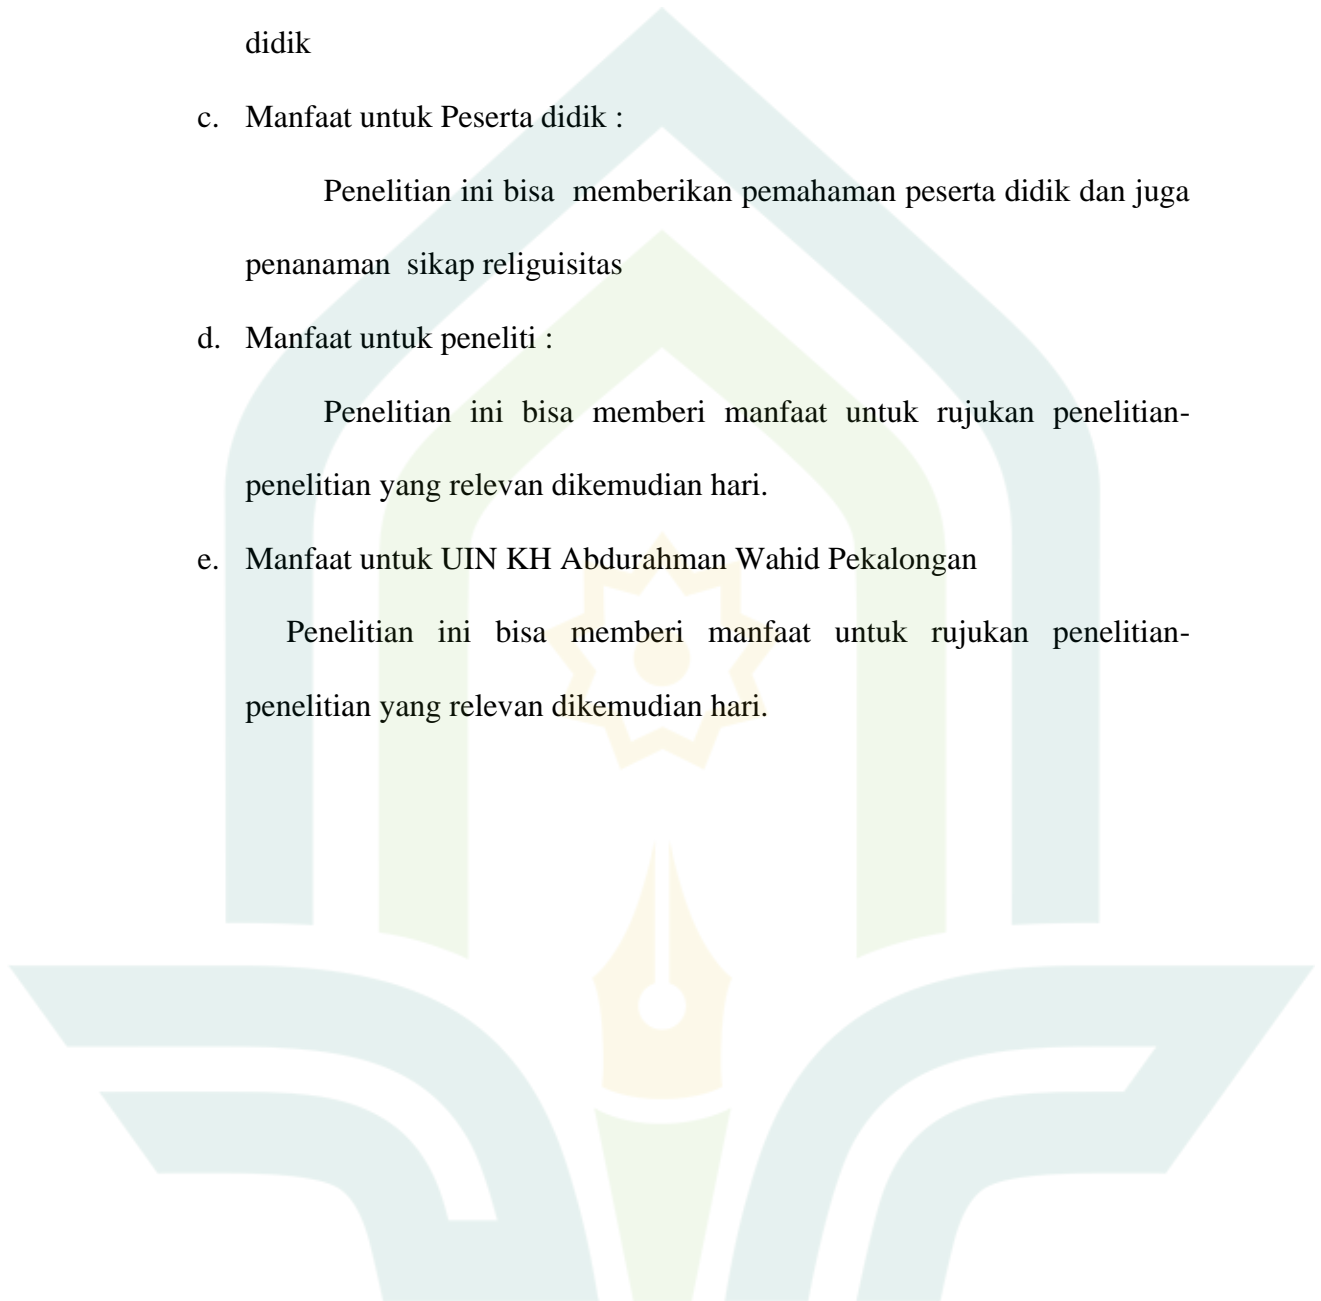 didik
c. Manfaat untuk Peserta didik :
Penelitian ini bisa memberikan pemahaman peserta didik dan juga
penanaman sikap religuisitas
d. Manfaat untuk peneliti :
Penelitian ini bisa memberi manfaat untuk rujukan penelitian-
penelitian yang relevan dikemudian hari.
e. Manfaat untuk UIN KH Abdurahman Wahid Pekalongan
Penelitian ini bisa memberi manfaat untuk rujukan penelitian-
penelitian yang relevan dikemudian hari.